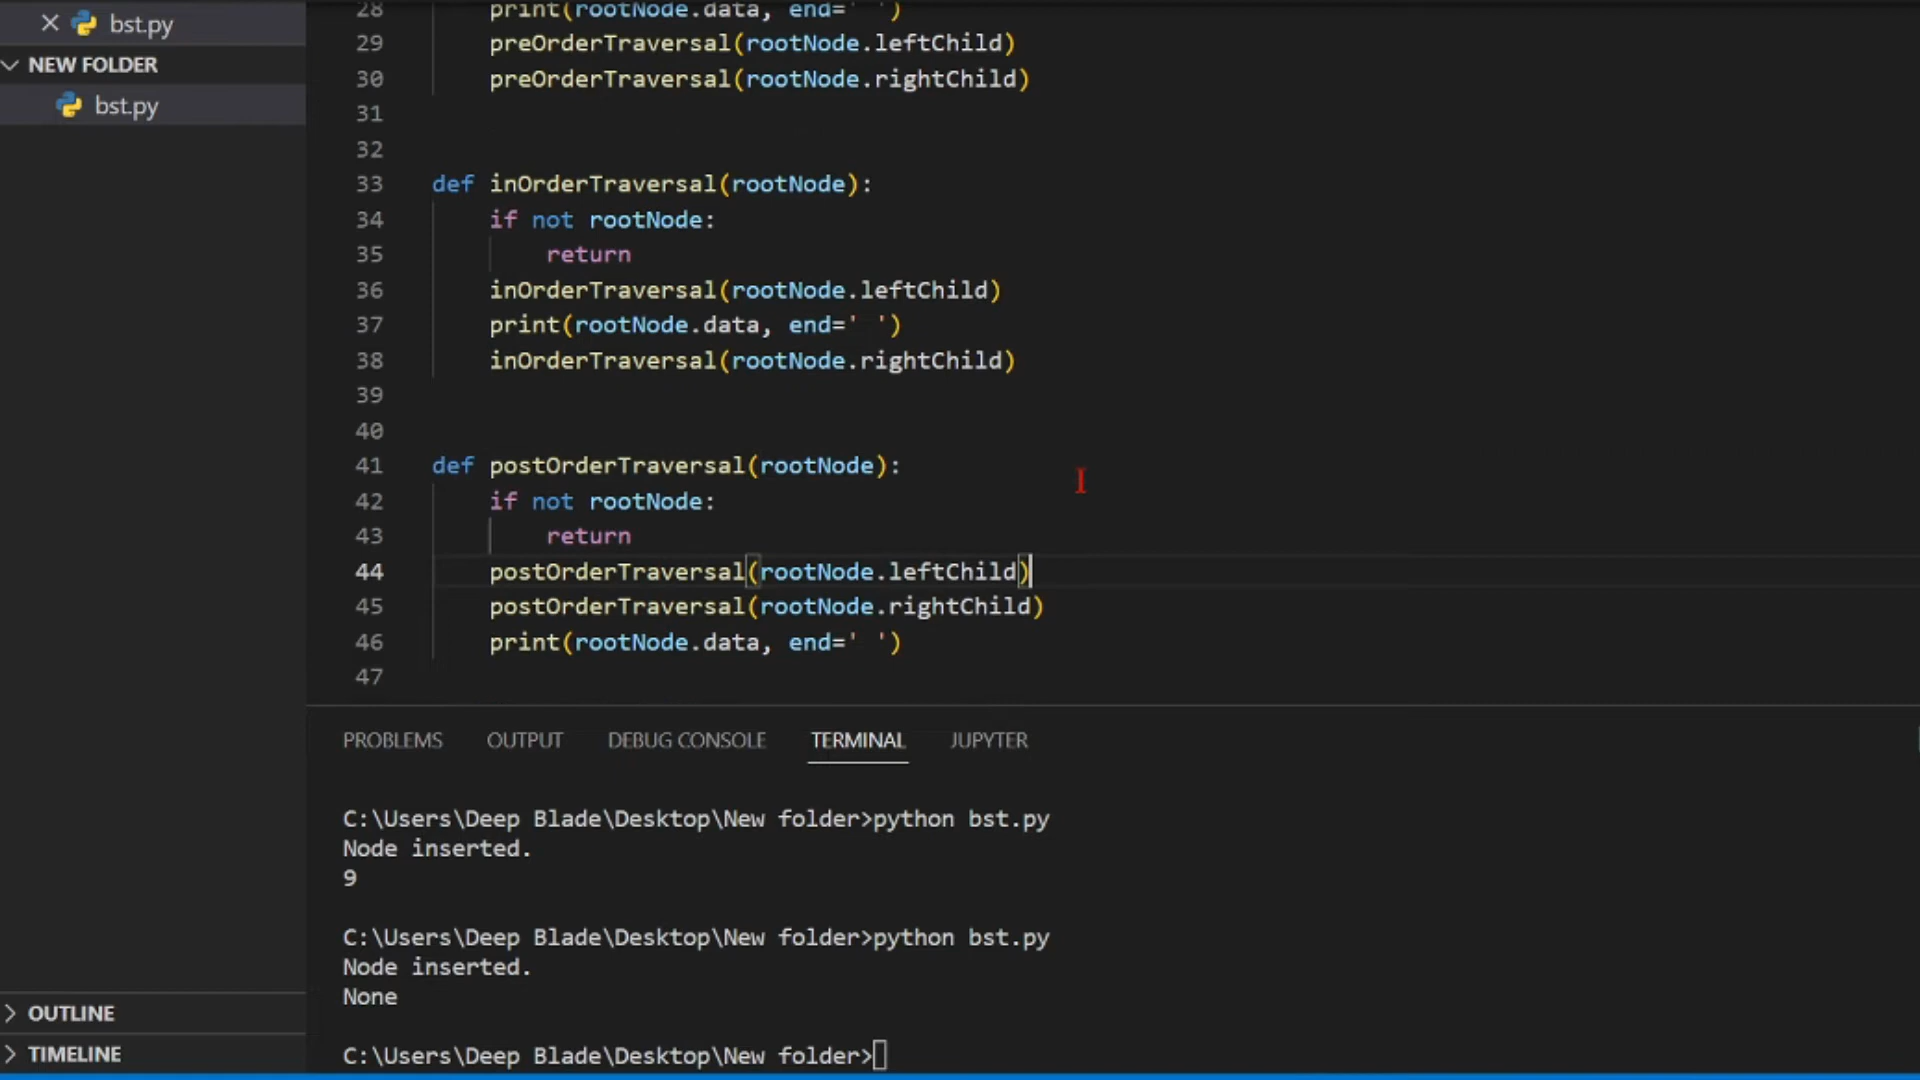 bst.py
NEW FOLDER
bst.py
28 print(rootNode.data, end=' ')
29 preOrderTraversal(rootNode.leftChild)
30 preOrderTraversal(rootNode.rightChild)
31
32
33 def inOrderTraversal(rootNode):
34 if not rootNode:
35 return
36 inOrderTraversal(rootNode.leftChild)
37 print(rootNode.data, end=' ')
38 inOrderTraversal(rootNode.rightChild)
39
40
41 def postOrderTraversal(rootNode):
42 if not rootNode:
43 return
44 postOrderTraversal(rootNode.leftChild)
45 postOrderTraversal(rootNode.rightChild)
46 print(rootNode.data, end=' ')
47
PROBLEMS OUTPUT DEBUG CONSOLE TERMINAL JUPYTER
C:\Users\Deep Blade\Desktop\New folder>python bst.py
Node inserted.
9
C:\Users\Deep Blade\Desktop\New folder>python bst.py
Node inserted.
None
C:\Users\Deep Blade\Desktop\New folder>
OUTLINE
TIMELINE